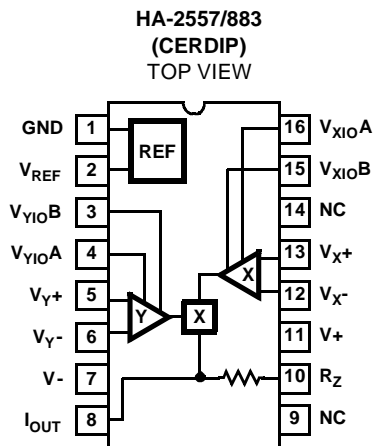 HA-2557/883
(CERDIP)
TOP VIEW
GND 1 REF 16 VXIOA
VREF 2 15 VXIOB
VYIOB 3 14 NC
VYIOA 4 X 13 VX+
VY+ 5 Y X 12 VX-
VY- 6 11 V+
V- 7 10 RZ
IOUT 8 9 NC